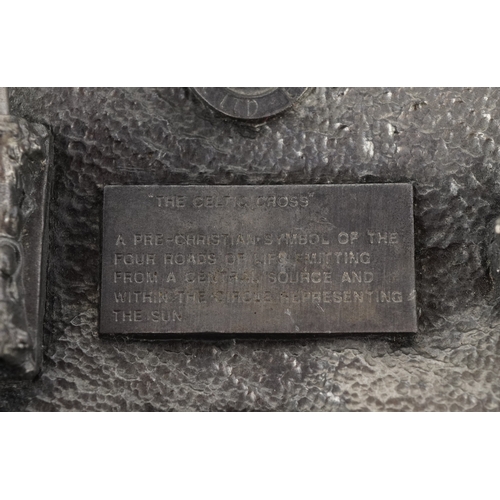 LD
"THE CELTIC CROSS"
A PRE-CHRISTIAN SYMBOL OF THE
FOUR ROADS OF LIFE EMITTING
FROM A CENTRAL SOURCE AND
WITHIN THE CIRCLE REPRESENTING
THE SUN